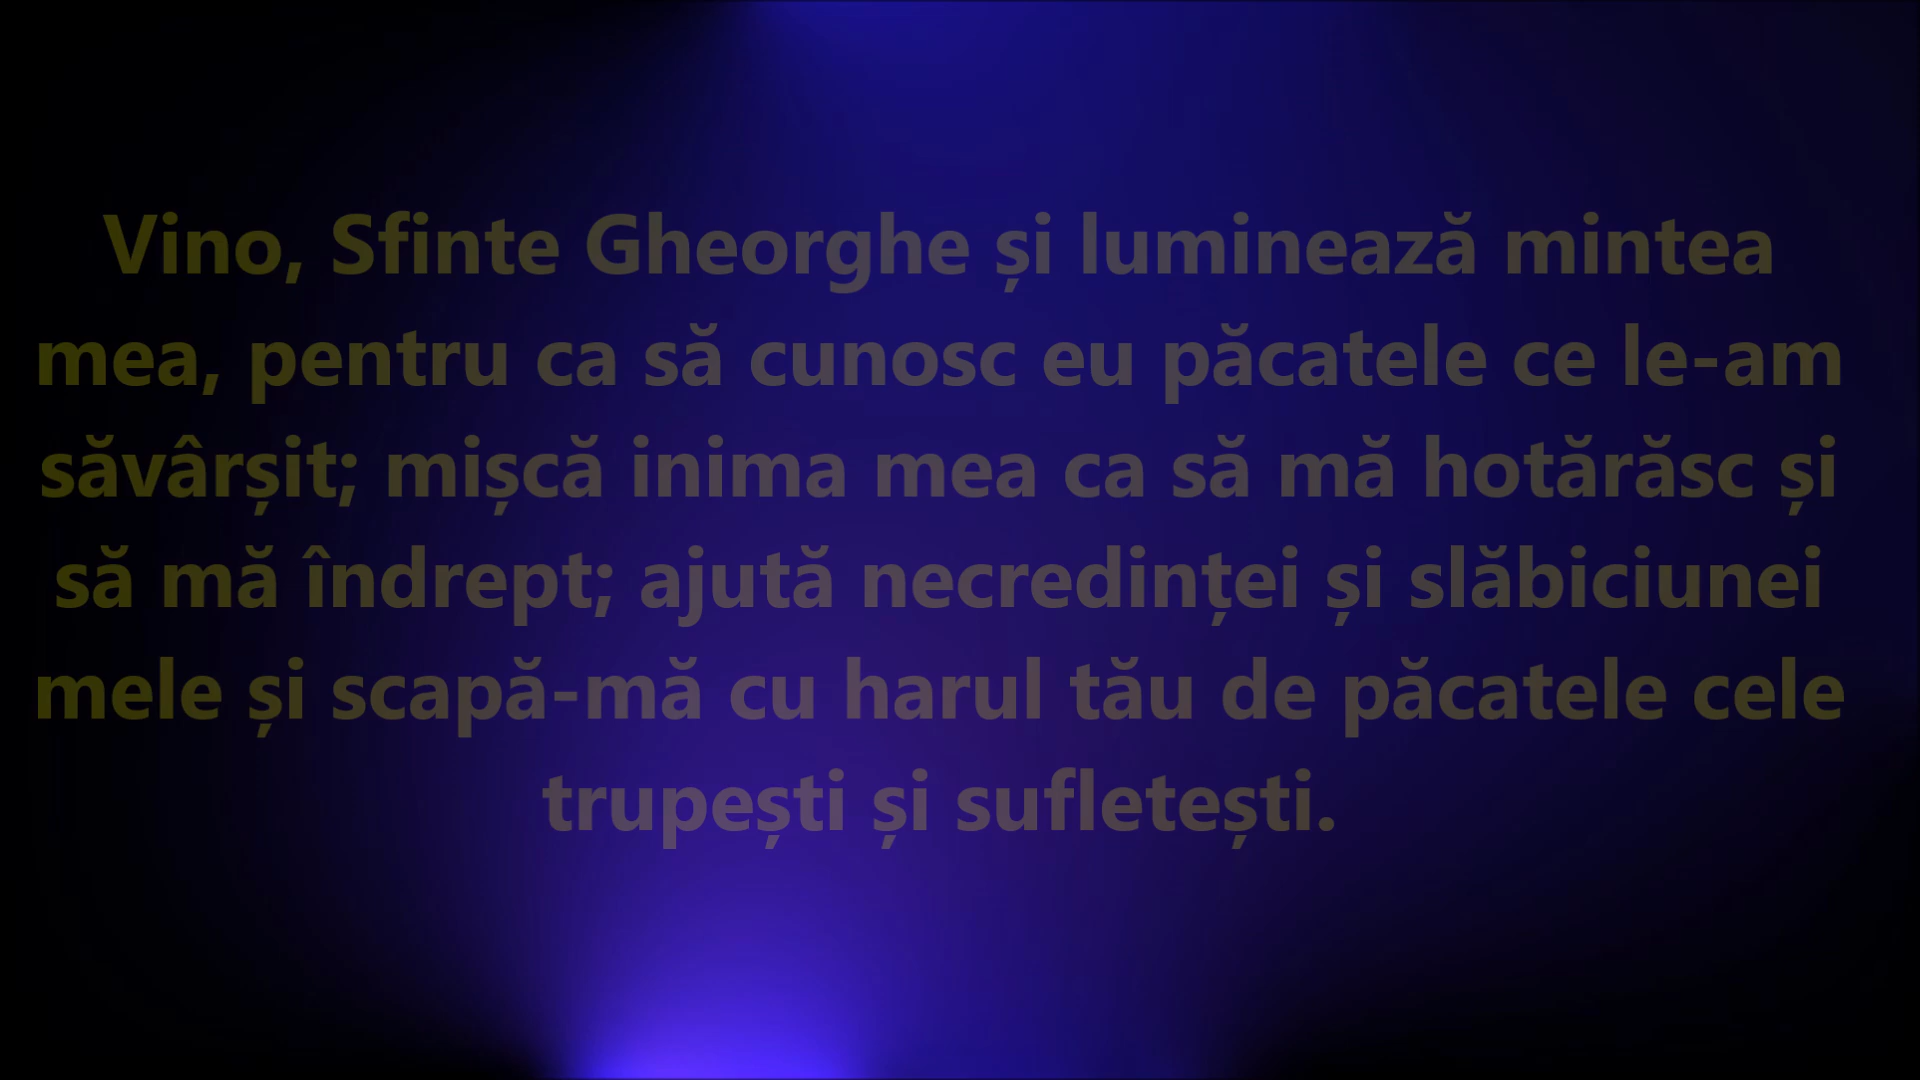 Vino, Sfinte Gheorghe și luminează mintea
mea, pentru ca să cunosc eu păcatele ce le-am
săvârșit; mișcă inima mea ca să mă hotărăsc și
să mă îndrept; ajută necredinței și slăbiciunei
mele și scapă-mă cu harul tău de păcatele cele
trupești și sufletești.